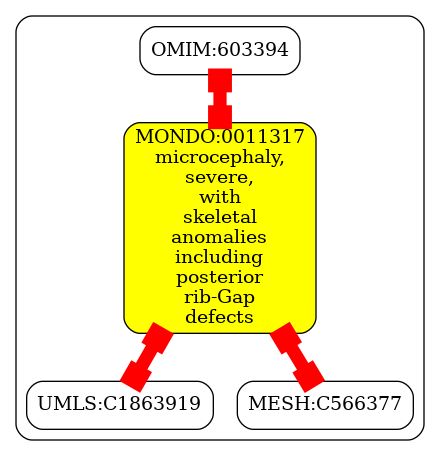 OMIM:603394
MONDO:0011317
microcephaly,
severe,
with
skeletal
anomalies
including
posterior
rib-Gap
defects
UMLS:C1863919
MESH:C566377